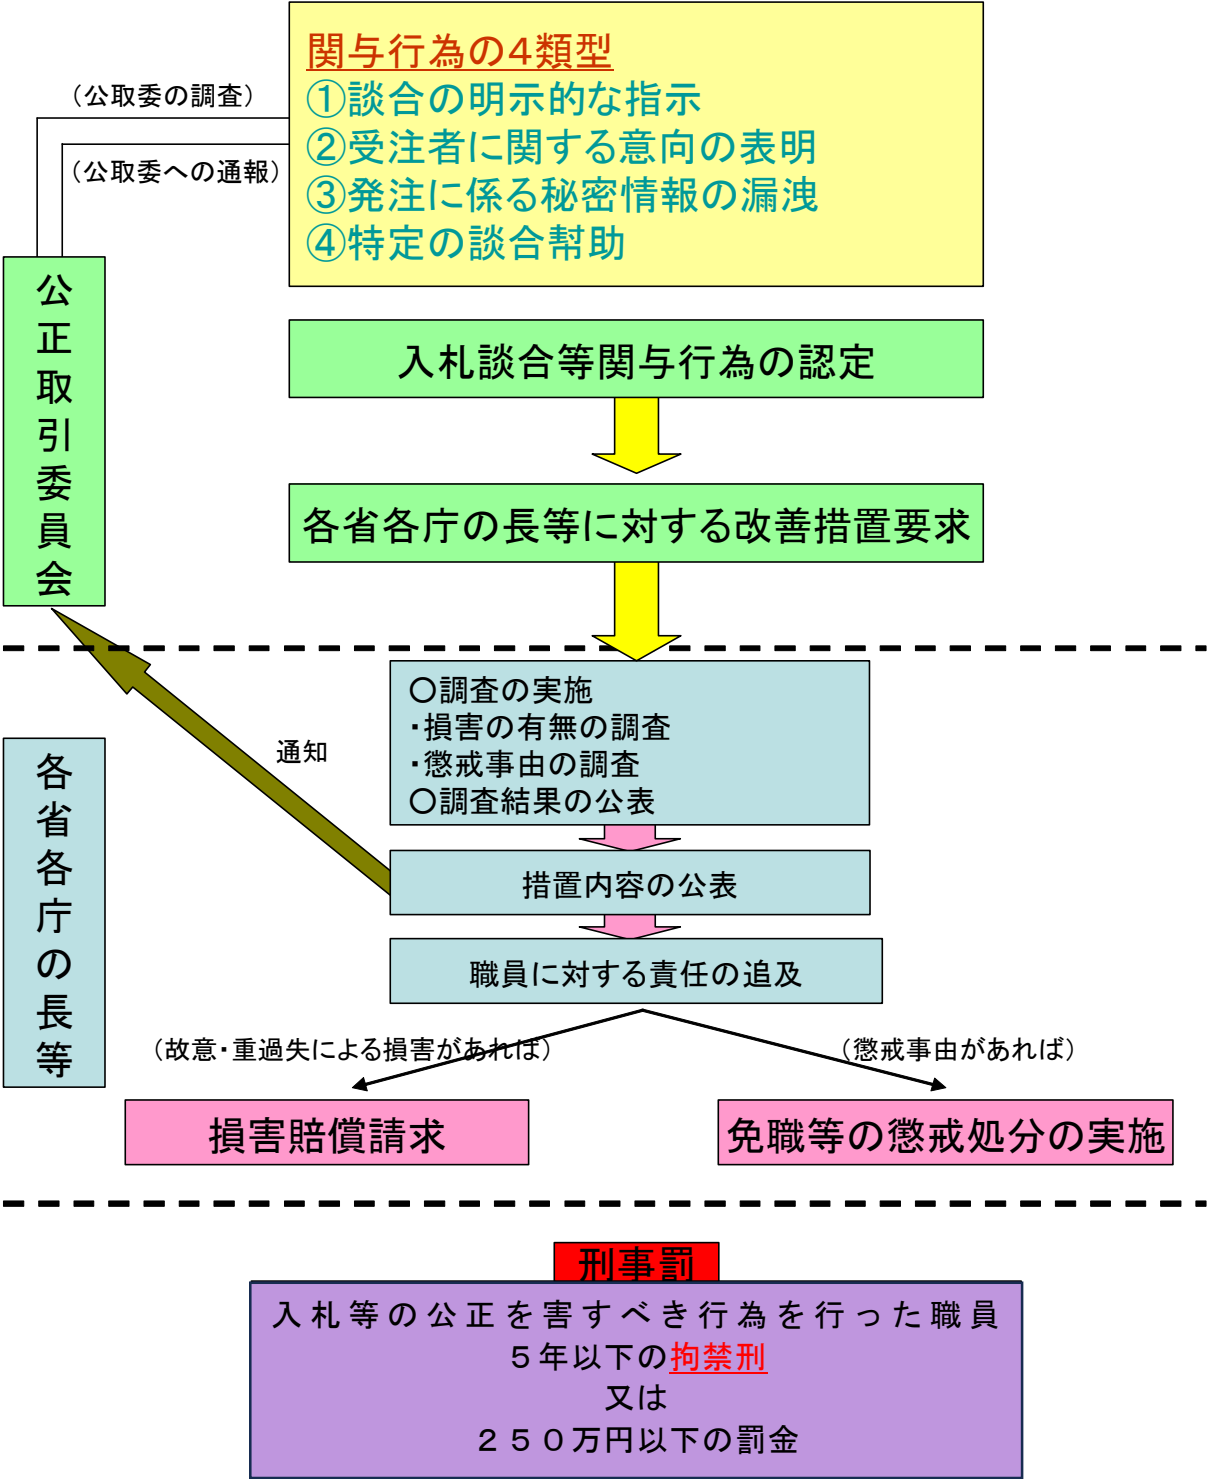 関与行為の4類型
①談合の明示的な指示
②受注者に関する意向の表明
③発注に係る秘密情報の漏洩
④特定の談合幇助
（公取委の調査）
（公取委への通報）
公正取引委員会
入札談合等関与行為の認定
各省各庁の長等に対する改善措置要求
○調査の実施
・損害の有無の調査
・懲戒事由の調査
○調査結果の公表
通知
各省各庁の長等
措置内容の公表
職員に対する責任の追及
（故意・重過失による損害があれば）
（懲戒事由があれば）
損害賠償請求
免職等の懲戒処分の実施
刑事罰
入札等の公正を害すべき行為を行った職員
５年以下の拘禁刑
又は
２５０万円以下の罰金